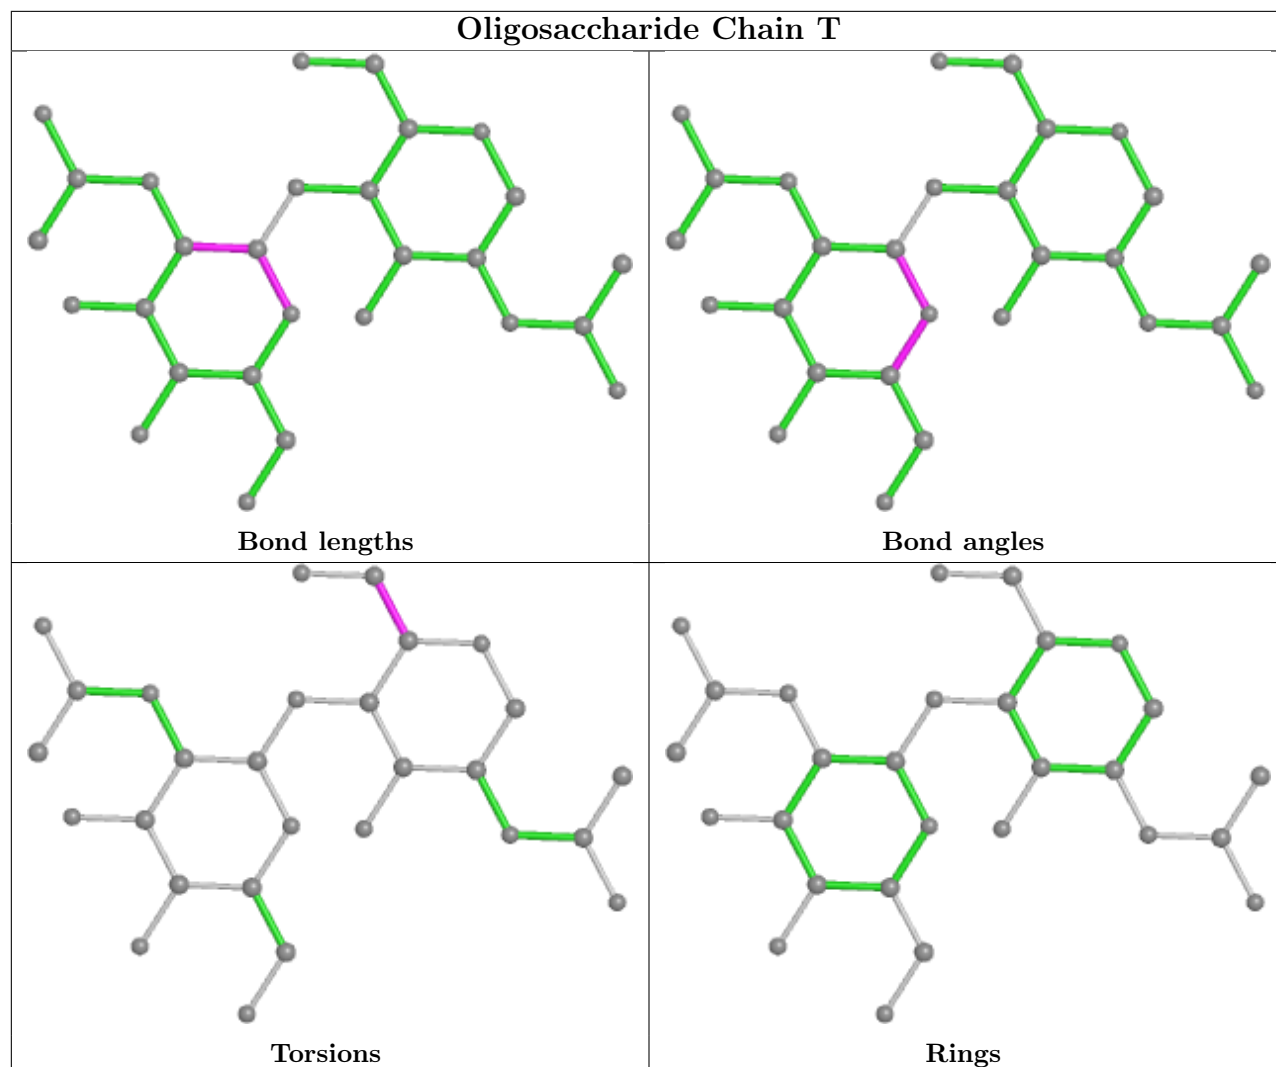 Oligosaccharide Chain T
Bond lengths
Bond angles
Torsions
Rings